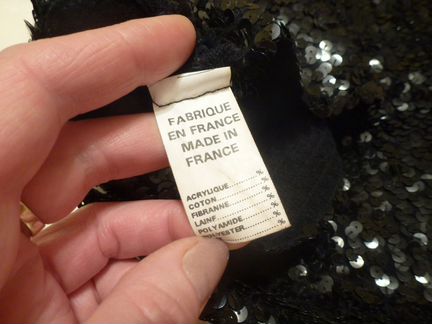 FABRIQUE
EN FRANCE
MADE IN
FRANCE
ACRYLIQUE.............%
COTON..................%
FIBRANNE..............%
LAINE....................%
POLYAMIDE............%
POLYESTER............%